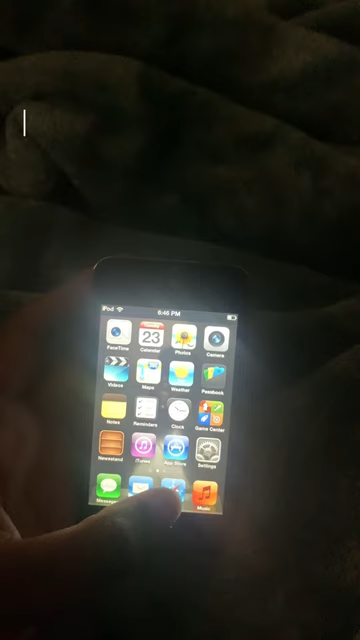 iPod 6:46 PM
FaceTime Calendar Photos Camera
23
Videos Maps Weather Passbook
Notes Reminders Clock Game Center
Newsstand iTunes App Store Settings
Messages Music